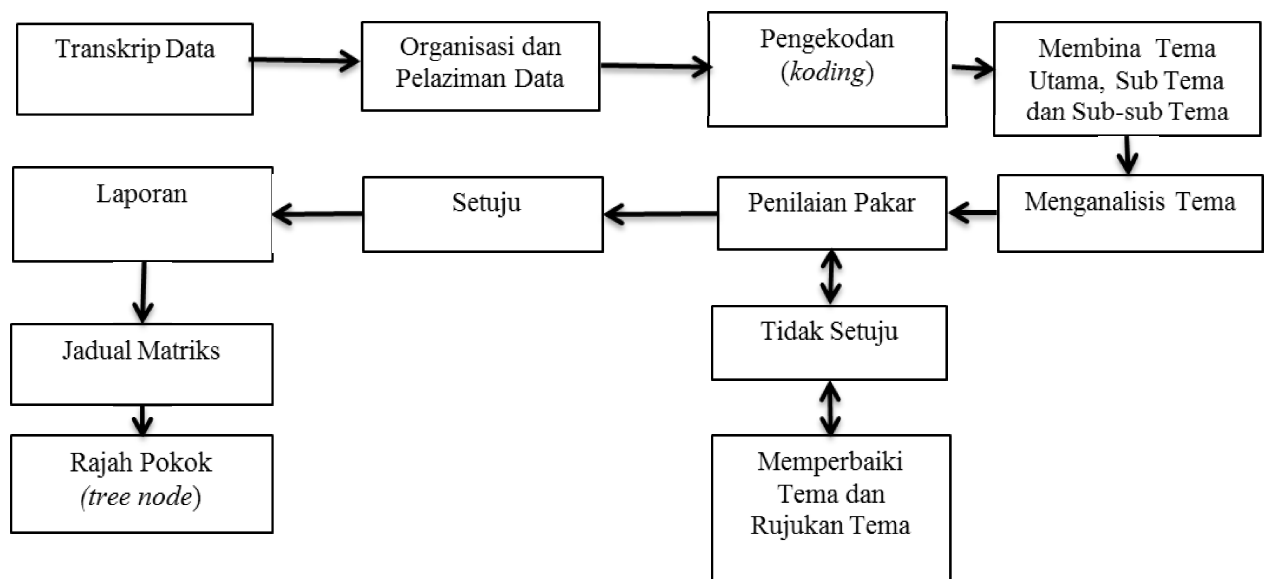 Transkrip Data
Organisasi dan
Pelaziman Data
Pengekodan
(koding)
Membina Tema
Utama, Sub Tema
dan Sub-sub Tema
Laporan
Setuju
Penilaian Pakar
Menganalisis Tema
Jadual Matriks
Tidak Setuju
Rajah Pokok
(tree node)
Memperbaiki
Tema dan
Rujukan Tema